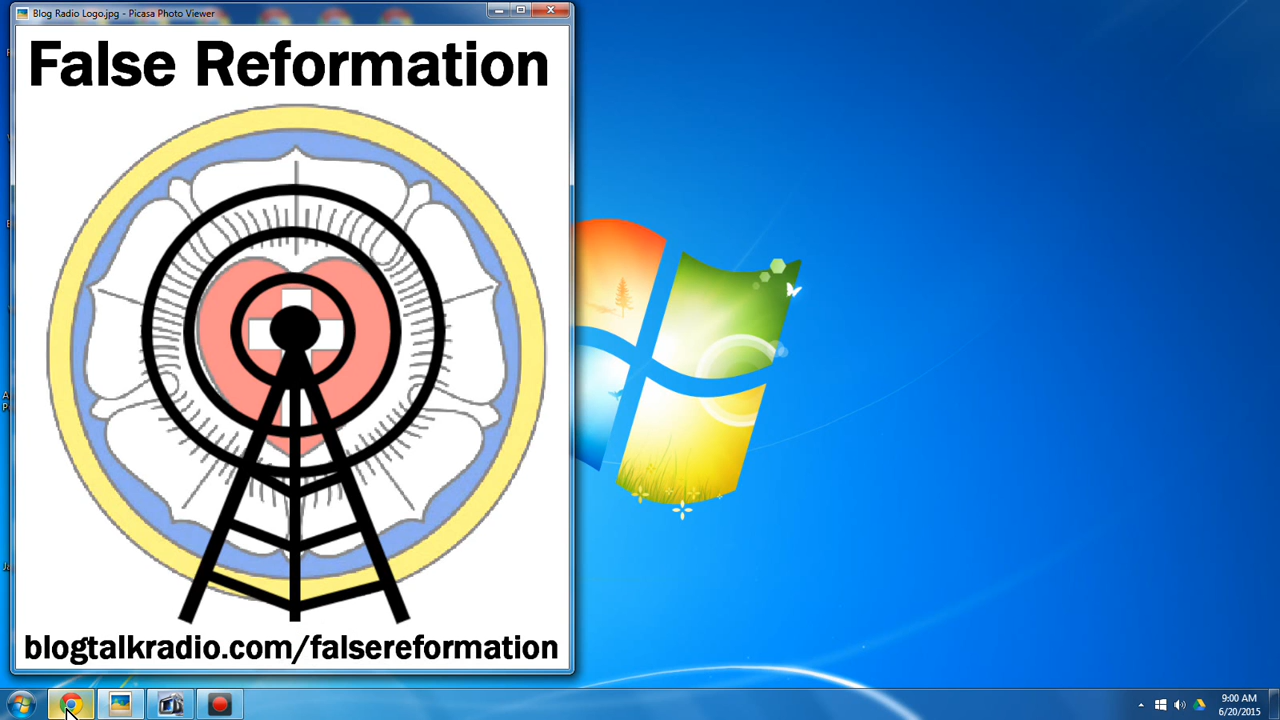 Blog Radio Logo.jpg - Picasa Photo Viewer
False Reformation
blogtalkradio.com/falsereformation
9:00 AM
6/20/2015